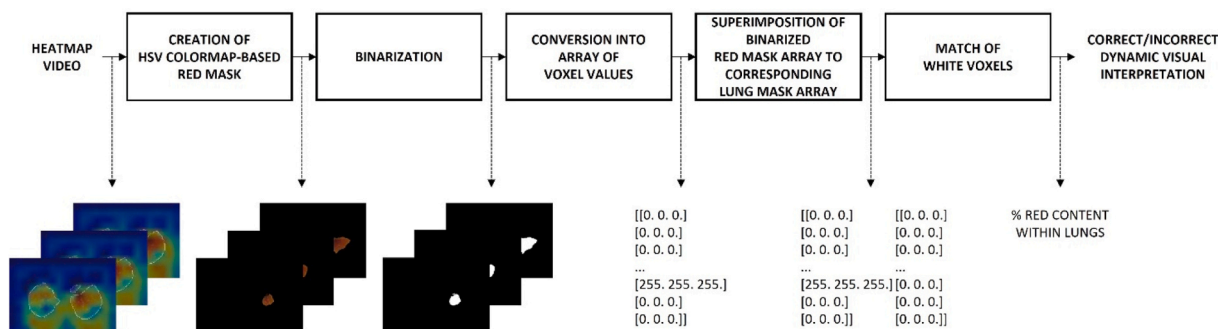 HEATMAP
VIDEO
CREATION OF
HSV COLORMAP-BASED
RED MASK
BINARIZATION
CONVERSION INTO
ARRAY OF
VOXEL VALUES
SUPERIMPOSITION OF
BINARIZED
RED MASK ARRAY TO
CORRESPONDING
LUNG MASK ARRAY
MATCH OF
WHITE VOXELS
CORRECT/INCORRECT
DYNAMIC VISUAL
INTERPRETATION
[[0. 0. 0.]
[0. 0. 0.]
[0. 0. 0.]
...
[255. 255. 255.]
[0. 0. 0.]
[0. 0. 0.]]
[[0. 0. 0.]
[0. 0. 0.]
[0. 0. 0.]
...
[255. 255. 255.]
[0. 0. 0.]
[0. 0. 0.]]
[[0. 0. 0.]
[0. 0. 0.]
[0. 0. 0.]
...
[0. 0. 0.]
[0. 0. 0.]
[0. 0. 0.]]
% RED CONTENT
WITHIN LUNGS